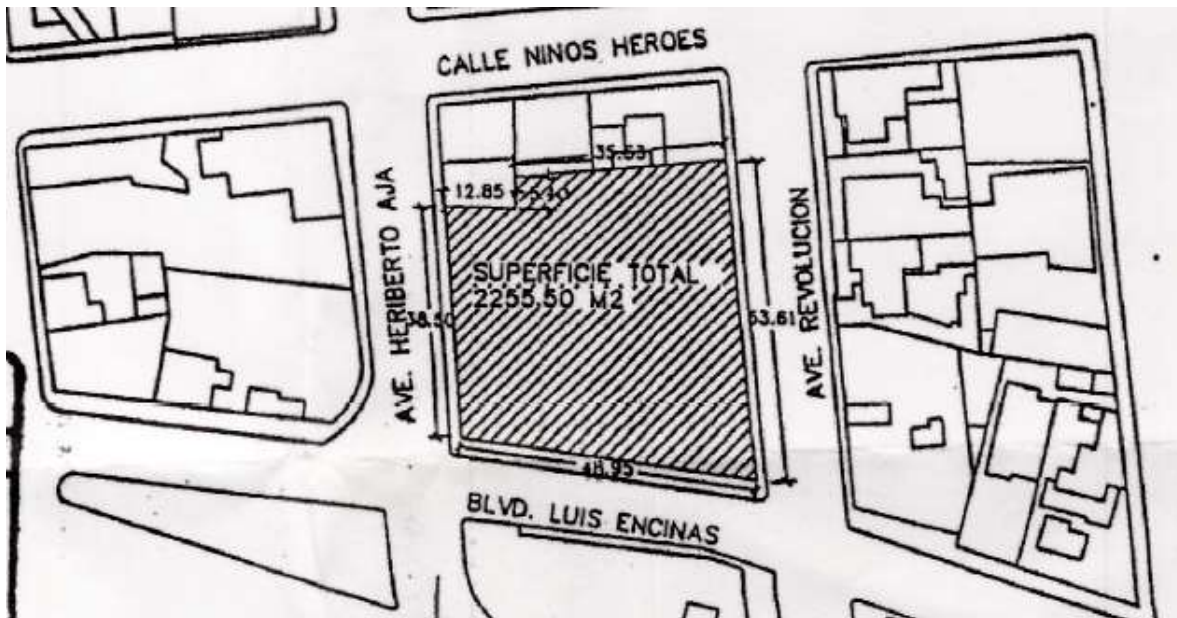 CALLE NINOS HEROES
35.53
12.85
AVE. HERIBERTO AJA
SUPERFICIE TOTAL
2255.50 M2
38.50
53.61
AVE. REVOLUCION
48.95
BLVD. LUIS ENCINAS